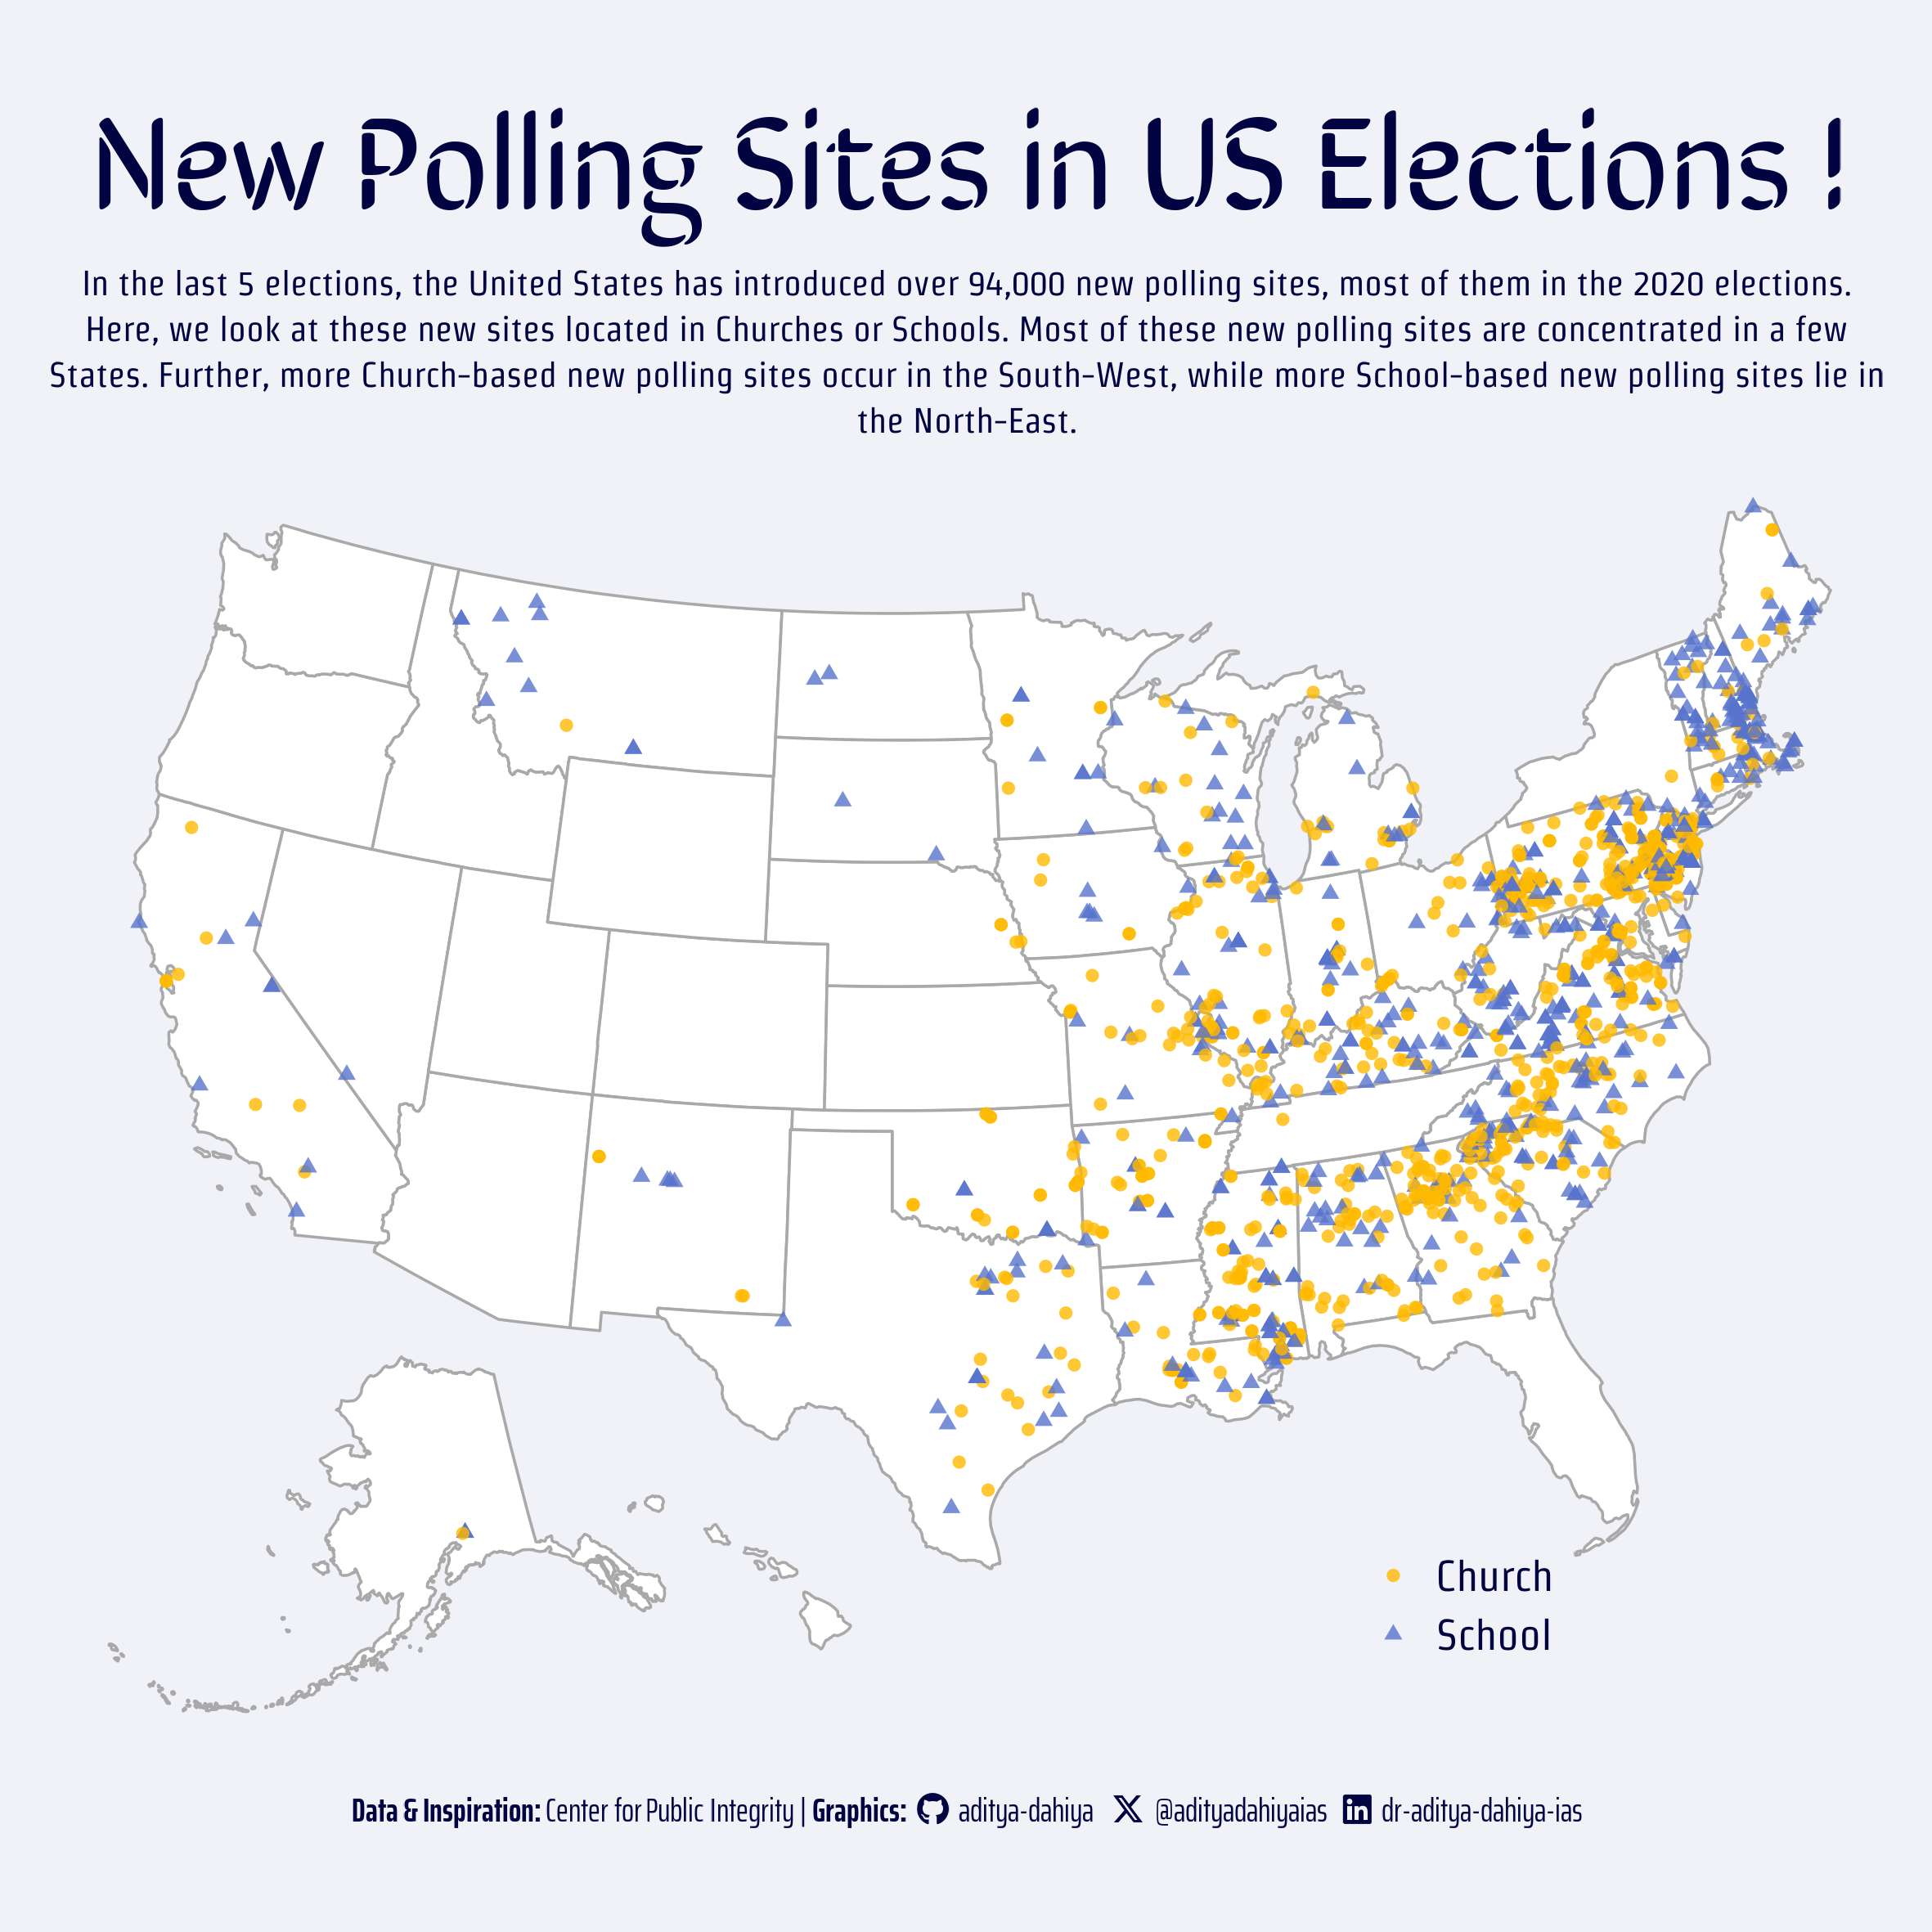 New Polling Sites in US Elections !
In the last 5 elections, the United States has introduced over 94,000 new polling sites, most of them in the 2020 elections.
Here, we look at these new sites located in Churches or Schools. Most of these new polling sites are concentrated in a few
States. Further, more Church-based new polling sites occur in the South-West, while more School-based new polling sites lie in
the North-East.
Church
School
Data & Inspiration: Center for Public Integrity | Graphics: aditya-dahiya @adityadahiyaias dr-aditya-dahiya-ias